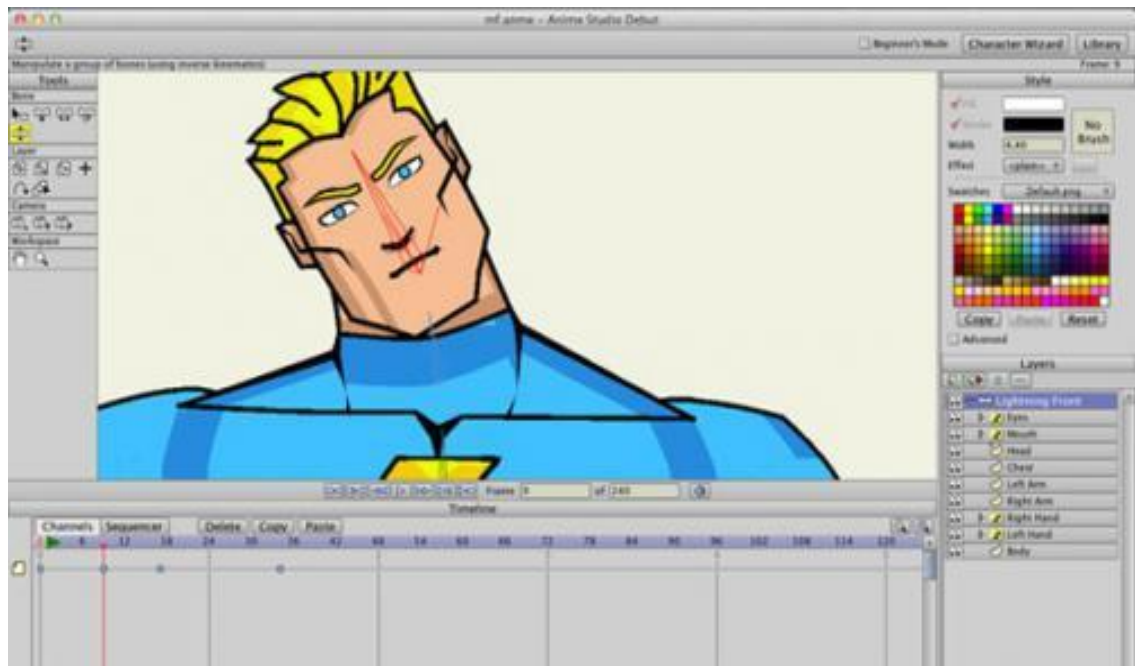 mf.anme - Anime Studio Debut
Beginner's Mode Character Wizard Library
Manipulate a group of bones (using inverse kinematics) Frame: 9
Tools
Bone
Layer
Camera
Workspace
Style
Fill
Width 4.40
No Brush
Effect <plain>
Swatches Default.png
Copy Paste Reset
Advanced
Layers
Lightning Front
Eyes
Mouth
Head
Chest
Left Arm
Right Arm
Right Hand
Left Hand
Body
Frame 9 of 240
Timeline
Channels Sequencer Delete Copy Paste
6 12 18 24 30 36 42 48 54 60 66 72 78 84 90 96 102 108 114 120